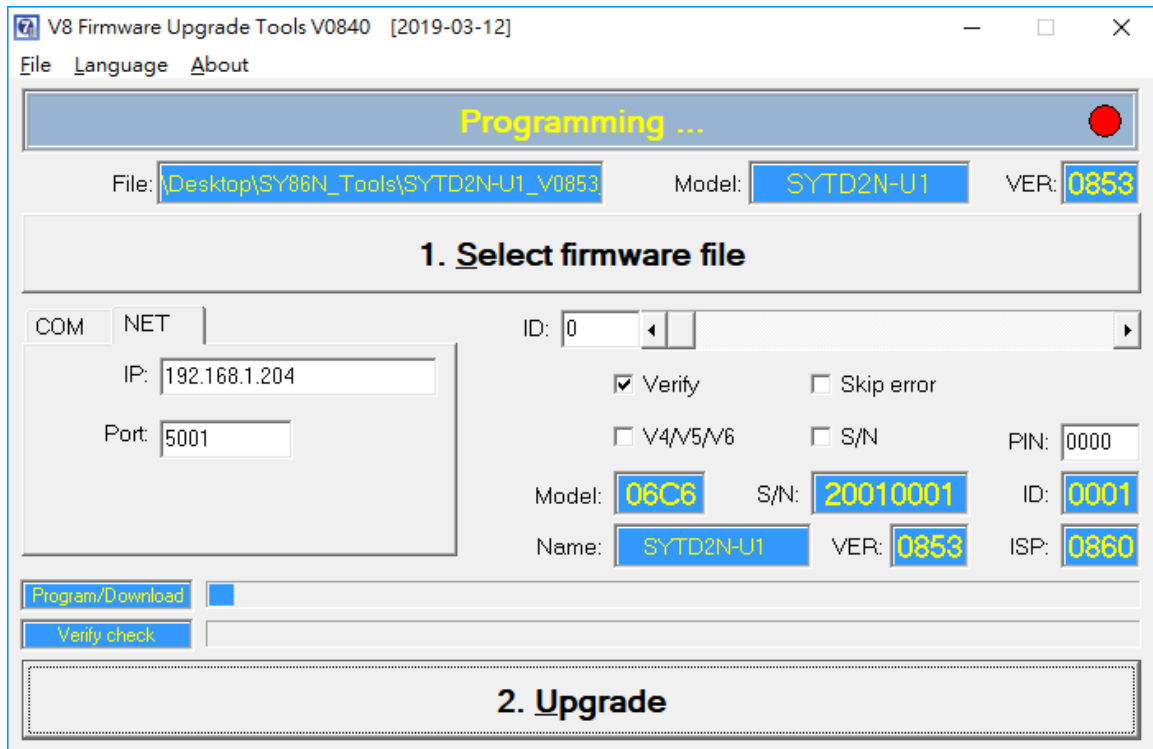 V8 Firmware Upgrade Tools V0840 [2019-03-12]
File Language About
Programming ...
File: \Desktop\SY86N_Tools\SYTD2N-U1_V0853_ Model: SYTD2N-U1 VER: 0853
1. Select firmware file
COM NET ID: 0
IP: 192.168.1.204
Verify Skip error
Port: 5001
V4/V5/V6 S/N PIN: 0000
Model: 06C6 S/N: 20010001 ID: 0001
Name: SYTD2N-U1 VER: 0853 ISP: 0860
Program/Download
Verify check
2. Upgrade